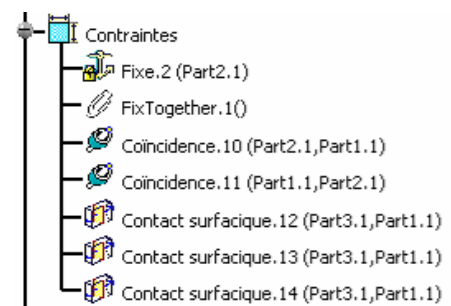 Contraintes
Fixe.2 (Part2.1)
FixTogether.1()
Coïncidence.10 (Part2.1,Part1.1)
Coïncidence.11 (Part1.1,Part2.1)
Contact surfacique.12 (Part3.1,Part1.1)
Contact surfacique.13 (Part3.1,Part1.1)
Contact surfacique.14 (Part3.1,Part1.1)